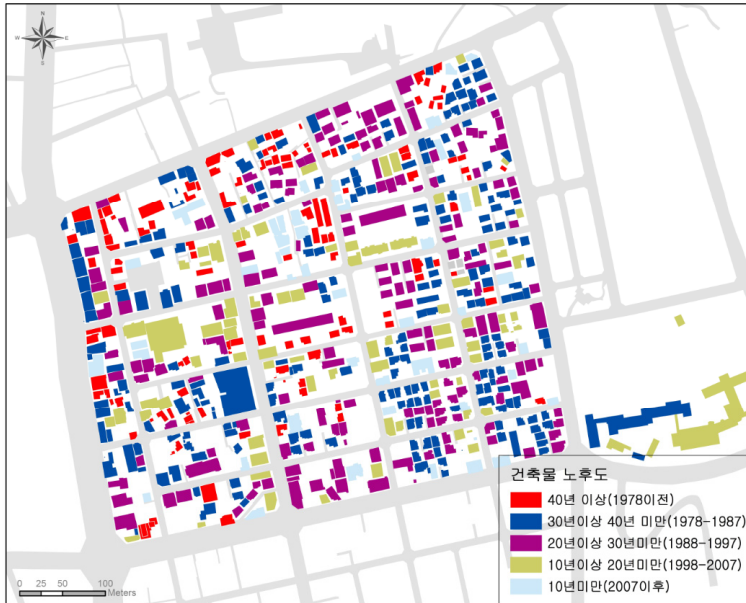 N
W E
S
건축물 노후도
40년 이상(1978이전)
30년이상 40년 미만(1978-1987)
20년이상 30년미만(1988-1997)
10년이상 20년미만(1998-2007)
10년미만(2007이후)
0 25 50 100
Meters